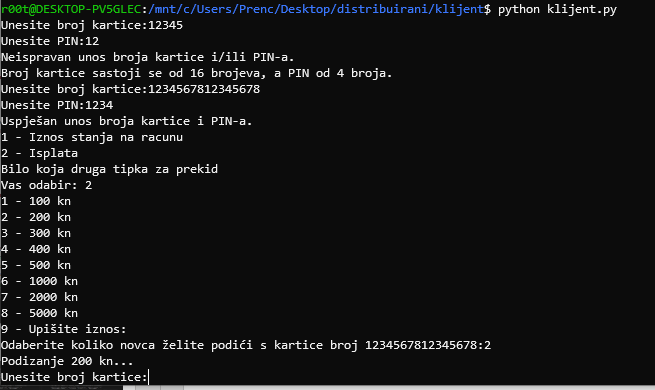 r00t@DESKTOP-PV5GLEC:/mnt/c/Users/Prenc/Desktop/distribuirani/klijent$ python klijent.py
Unesite broj kartice:12345
Unesite PIN:12
Neispravan unos broja kartice i/ili PIN-a.
Broj kartice sastoji se od 16 brojeva, a PIN od 4 broja.
Unesite broj kartice:1234567812345678
Unesite PIN:1234
Uspješan unos broja kartice i PIN-a.
1 - Iznos stanja na racunu
2 - Isplata
Bilo koja druga tipka za prekid
Vas odabir: 2
1 - 100 kn
2 - 200 kn
3 - 300 kn
4 - 400 kn
5 - 500 kn
6 - 1000 kn
7 - 2000 kn
8 - 5000 kn
9 - Upišite iznos:
Odaberite koliko novca želite podići s kartice broj 1234567812345678:2
Podizanje 200 kn...
Unesite broj kartice: